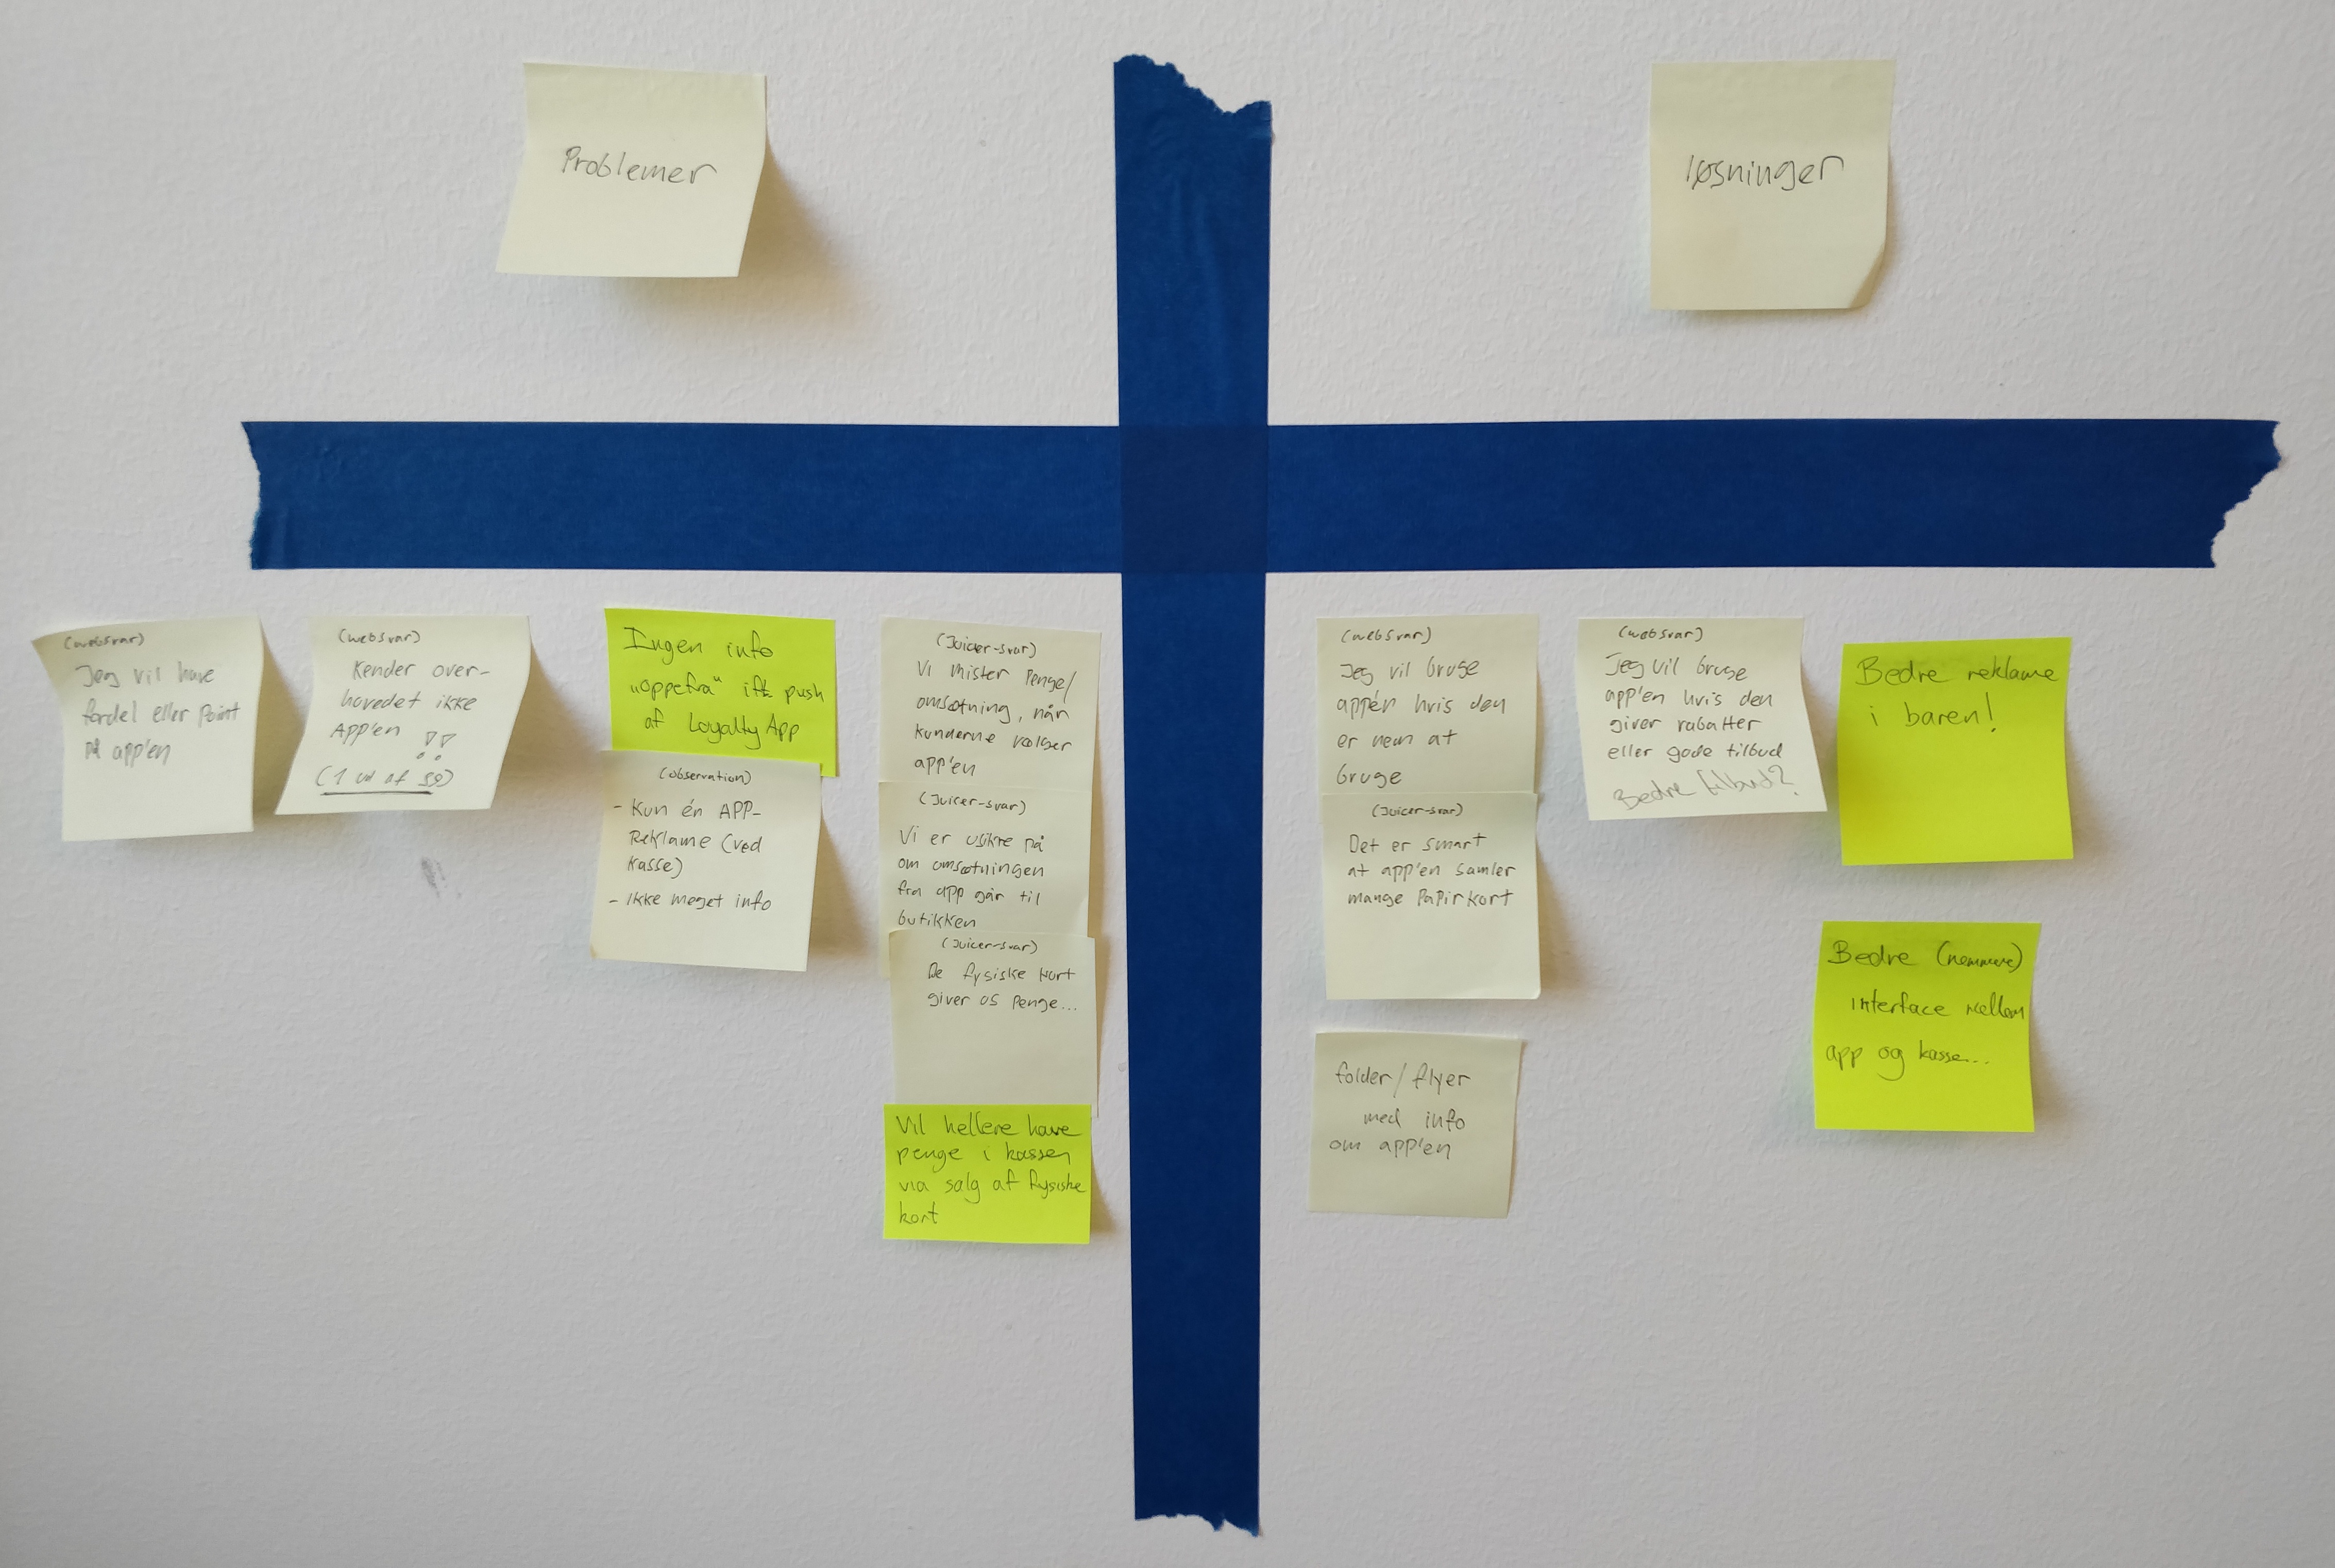 Problemer
løsninger
(websvar)
Jeg vil have
fordel eller point
på app'en
(websvar)
Kender over-
hovedet ikke
App'en !!
(1 ud af 58)
Ingen info
"oppefra" ift. push
af Loyalty App
(observation)
- Kun én APP-
Reklame (ved
kasse)
- Ikke meget info
(Juicer-svar)
Vi mister penge/
omsætning, når
kunderne vælger
app'en
(Juicer-svar)
Vi er usikre på
om omsætningen
fra app går til
butikken
(Juicer-svar)
De fysiske kort
giver os penge...
Vil hellere have
penge i kassen
via salg af fysiske
kort
(websvar)
Jeg vil bruge
app'en hvis den
er nem at
bruge
(Juicer-svar)
Det er smart
at app'en samler
mange Papirkort
folder/flyer
med info
om app'en
(websvar)
Jeg vil bruge
app'en hvis den
giver rabatter
eller gode tilbud
Bedre tilbud?
Bedre reklame
i baren!
Bedre (nemmere)
interface mellem
app og kasse...